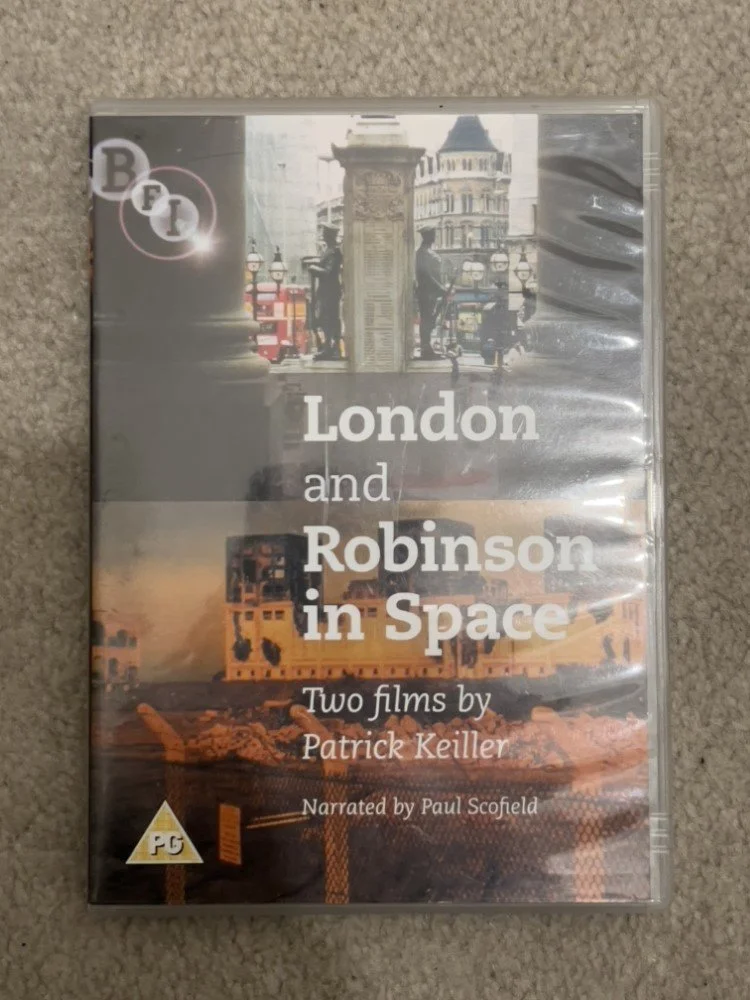 BFI
London
and
Robinson
in Space
Two films by
Patrick Keiller
Narrated by Paul Scofield
PG